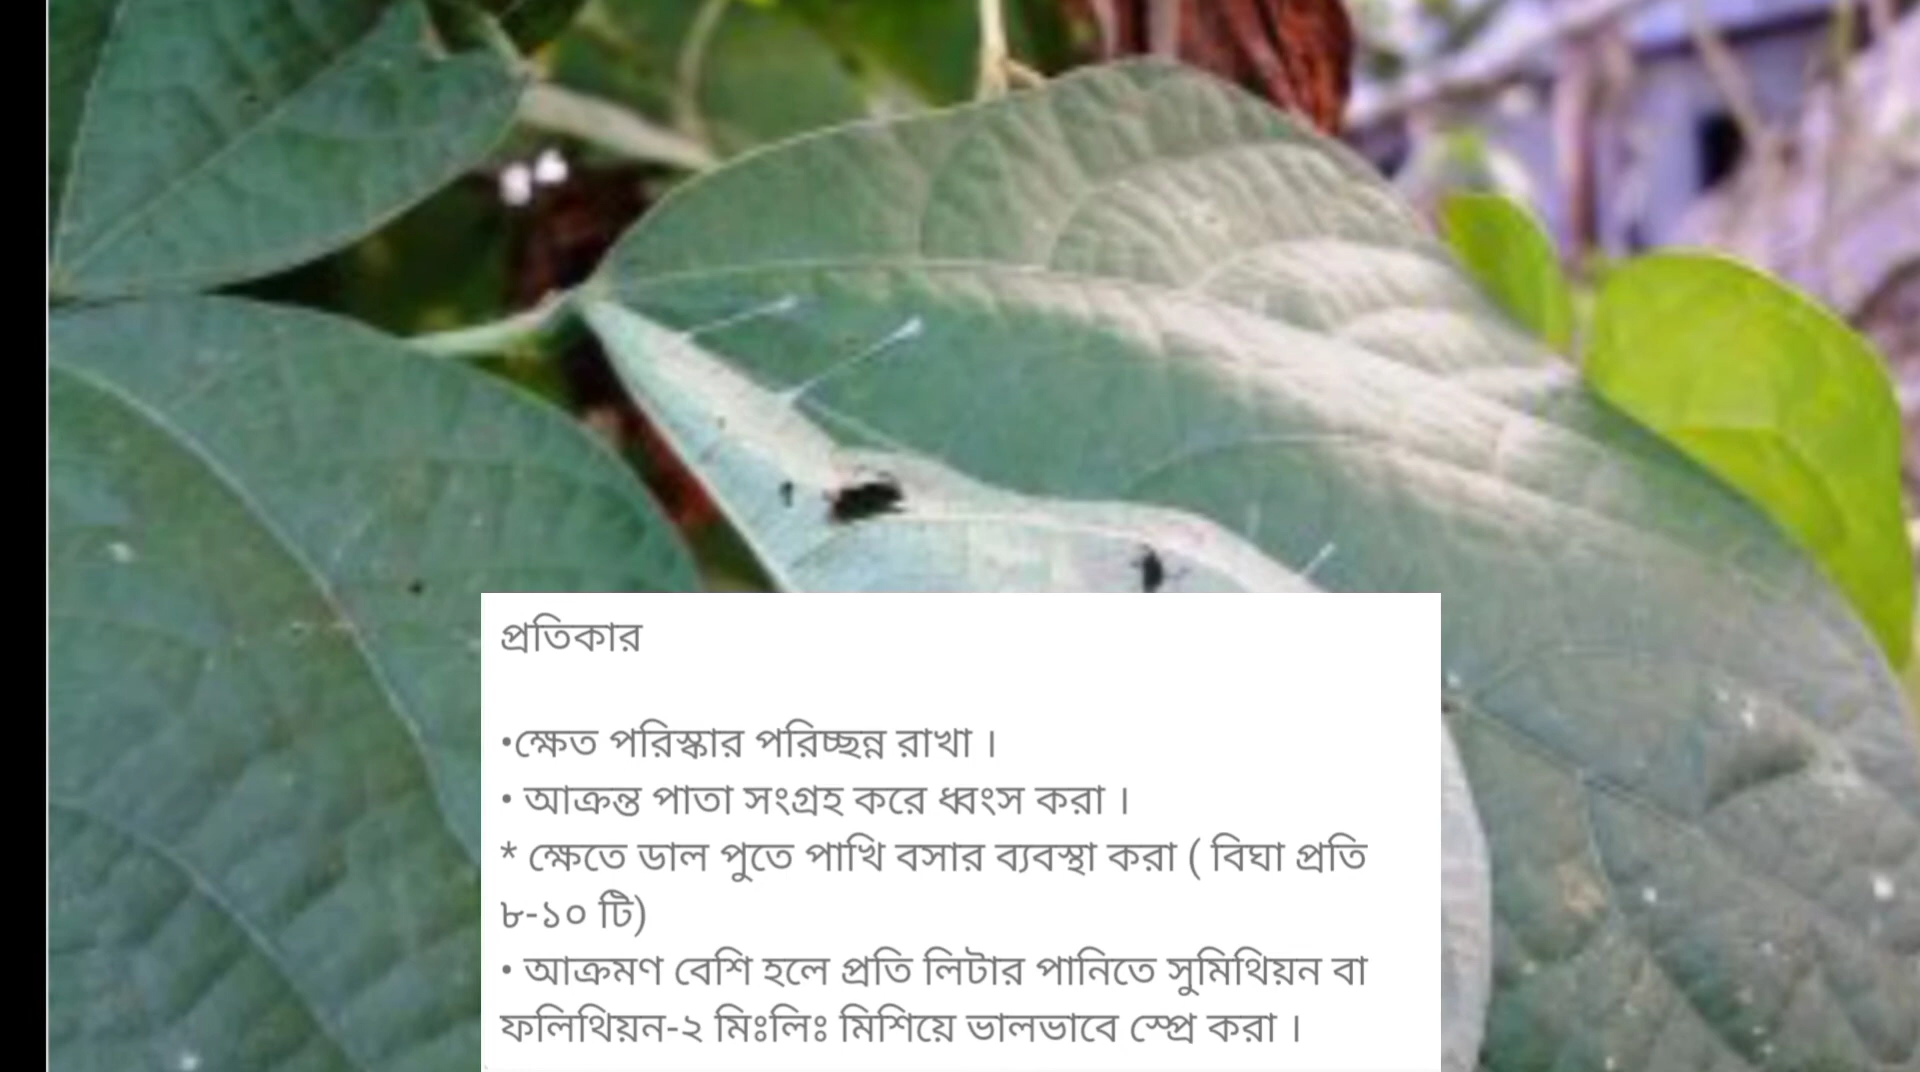 প্রতিকার
•ক্ষেত পরিস্কার পরিচ্ছন্ন রাখা ।
• আক্রন্ত পাতা সংগ্রহ করে ধ্বংস করা ।
* ক্ষেতে ডাল পুতে পাখি বসার ব্যবস্থা করা ( বিঘা প্রতি
৮-১০ টি)
• আক্রমণ বেশি হলে প্রতি লিটার পানিতে সুমিথিয়ন বা
ফলিথিয়ন-২ মিঃলিঃ মিশিয়ে ভালভাবে স্প্রে করা ।